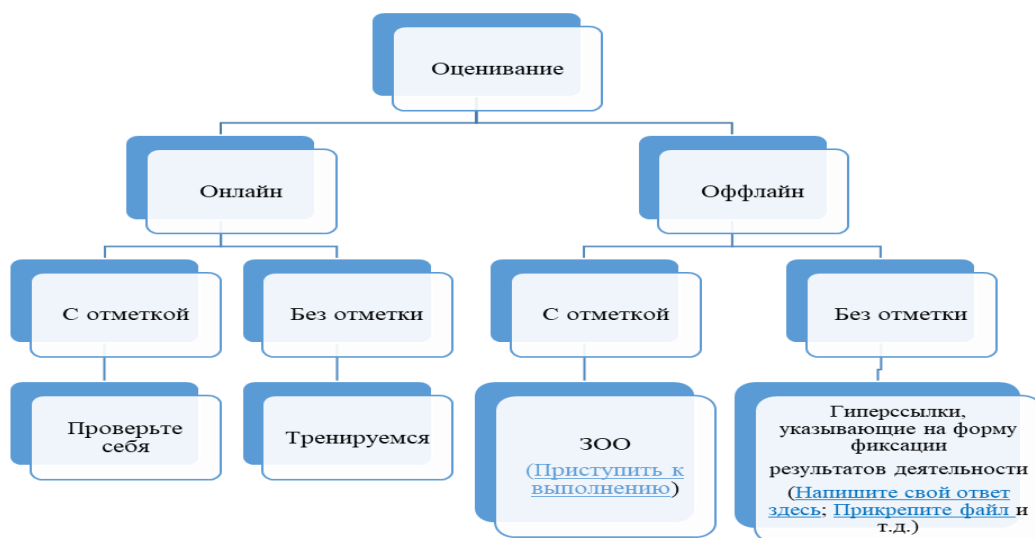 Оценивание
Онлайн
Оффлайн
С отметкой
Без отметки
С отметкой
Без отметки
Проверьте
себя
Тренируемся
ЗОО
(Приступить к
выполнению)
Гиперссылки,
указывающие на форму
фиксации
результатов деятельности
(Напишите свой ответ
здесь; Прикрепите файл и
т.д.)